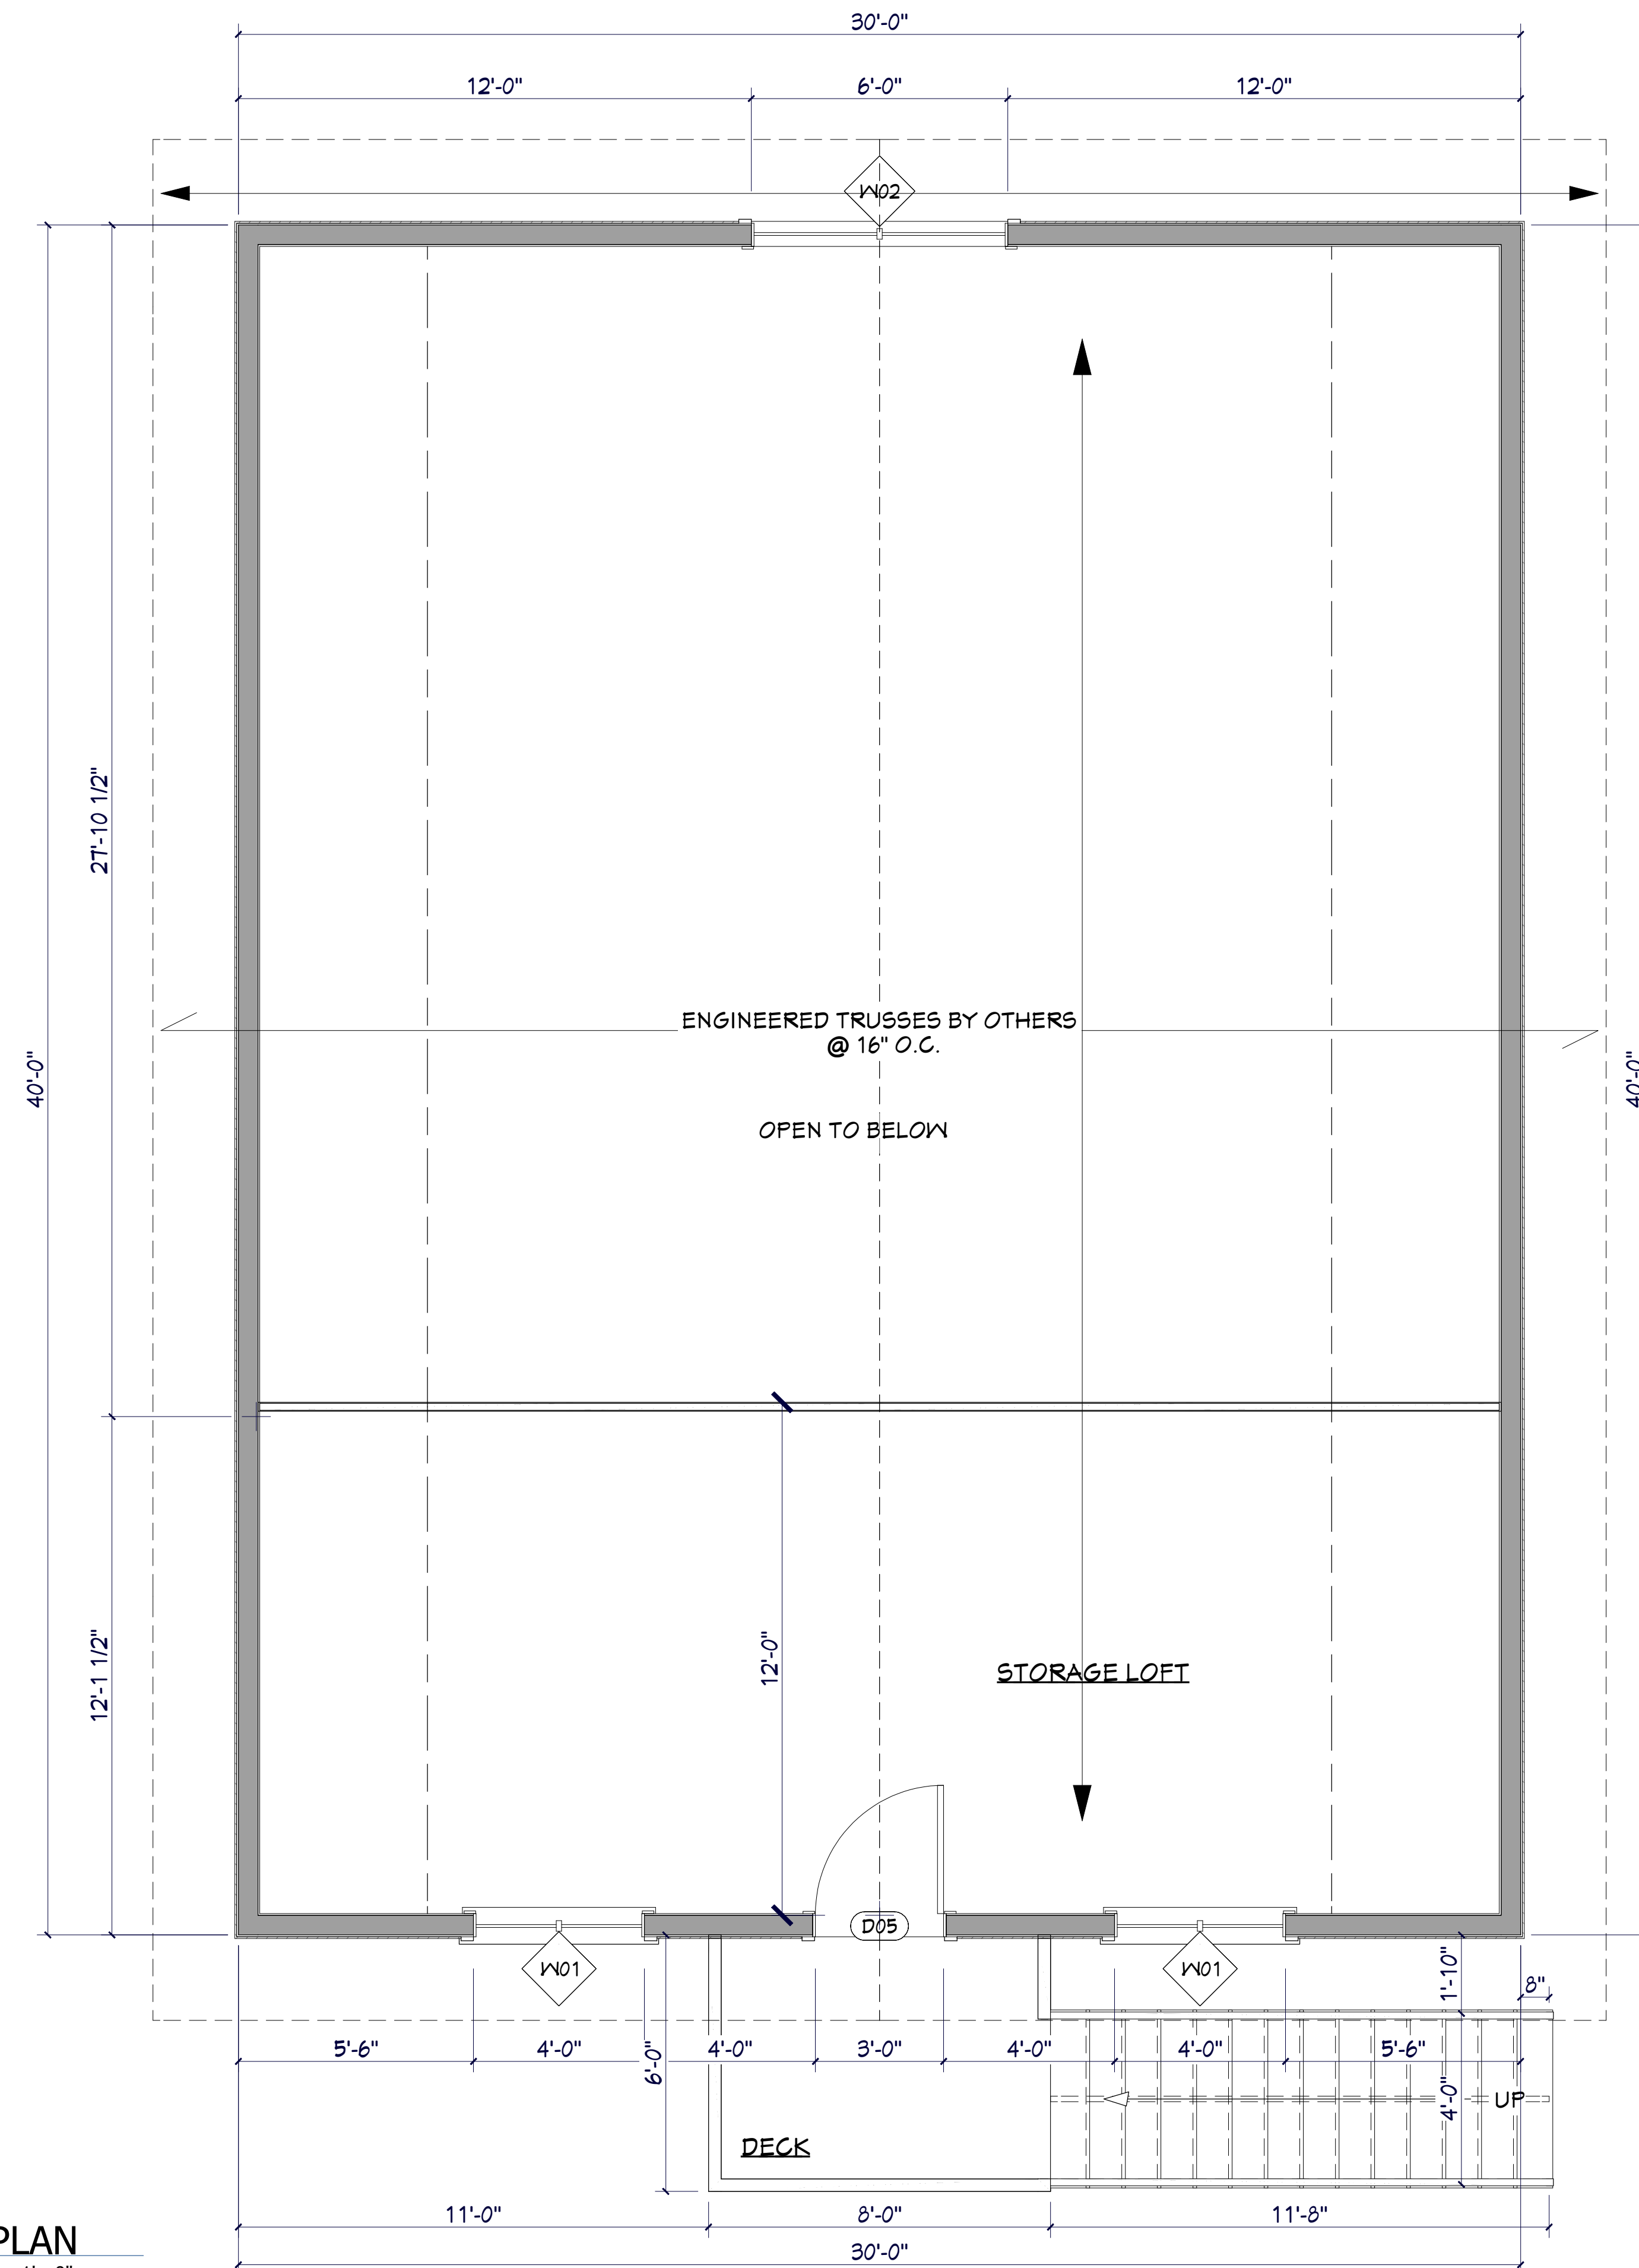 30'-0"
12'-0" 6'-0" 12'-0"
W02
27'-10 1/2"
40'-0"
40'-0"
ENGINEERED TRUSSES BY OTHERS
@ 16" O.C.
OPEN TO BELOW
12'-1 1/2"
12'-0"
STORAGE LOFT
D05
W01
W01
1'-10"
8"
5'-6" 4'-0" 4'-0" 3'-0" 4'-0" 4'-0" 5'-6"
6'-0"
4'-0"
UP
DECK
11'-0" 8'-0" 11'-8"
PLAN
30'-0"